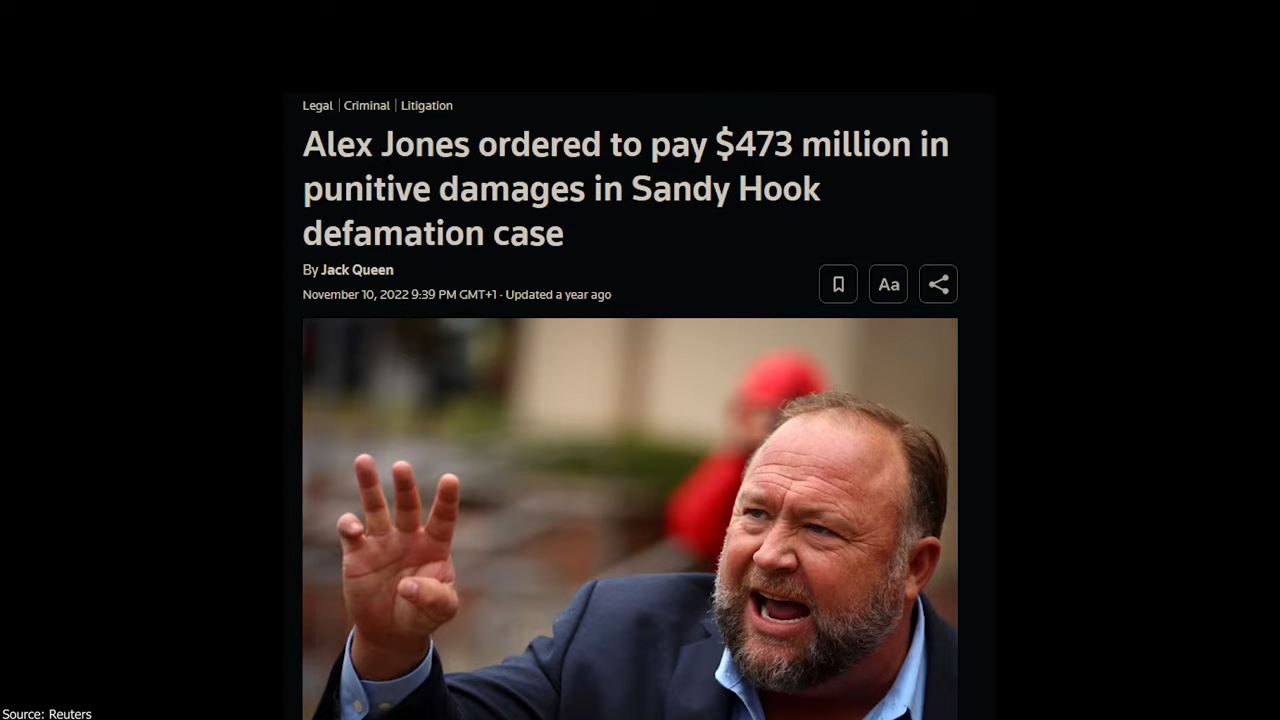 Legal | Criminal | Litigation
Alex Jones ordered to pay $473 million in
punitive damages in Sandy Hook
defamation case
By Jack Queen
November 10, 2022 9:39 PM GMT+1 · Updated a year ago
Aa
Source: Reuters